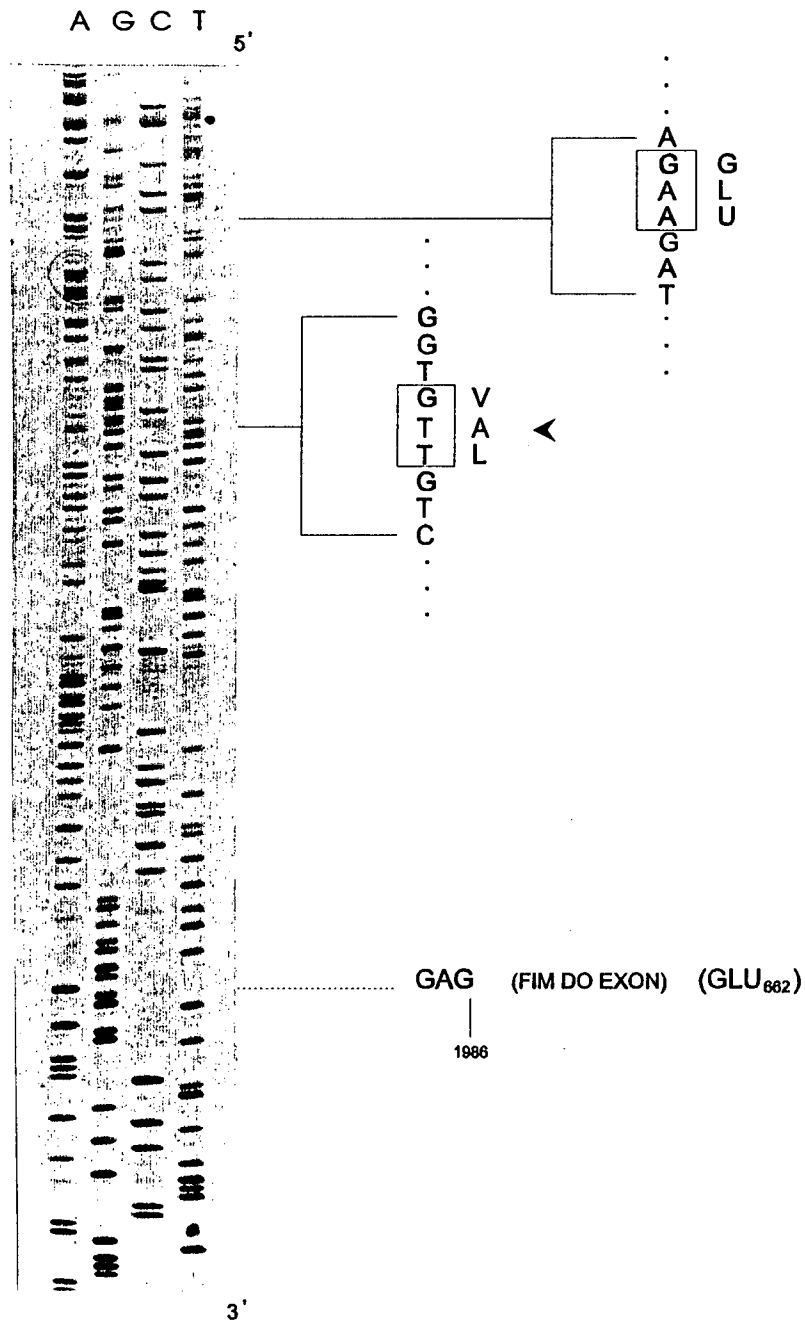 A G C T
5'
.
.
.
A
G
A
A
G
A
T
.
.
.
G
L
U
.
.
.
G
G
T
G
T
T
G
T
C
.
.
.
V
A
L
GAG (FIM DO EXON) (GLU662)
1986
3'